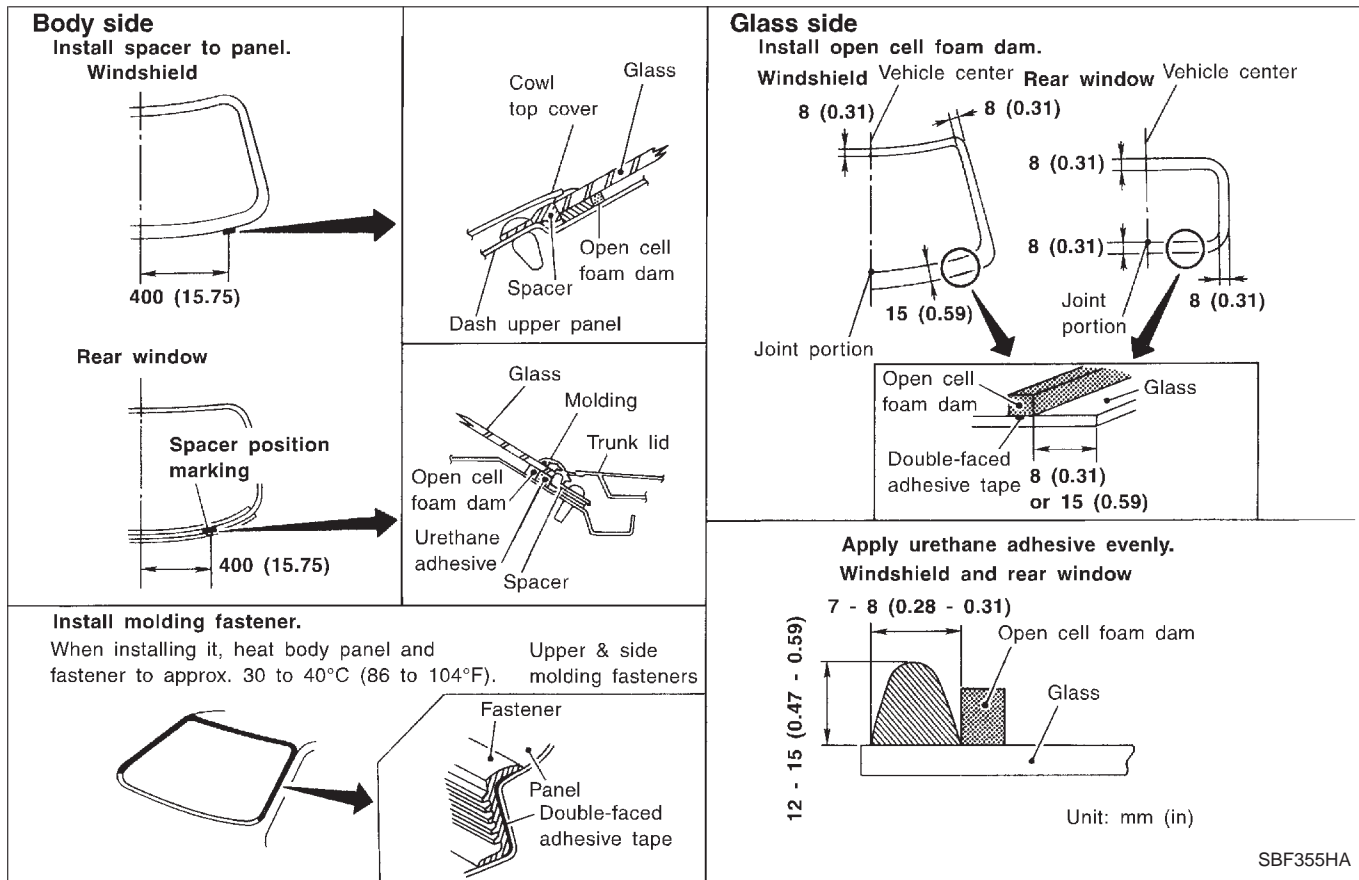 Body side
Install spacer to panel.
Windshield
400 (15.75)
Cowl
top cover
Glass
Open cell
foam dam
Spacer
Dash upper panel
Rear window
Spacer position
marking
400 (15.75)
Glass
Molding
Trunk lid
Open cell
foam dam
Urethane
adhesive
Spacer
Install molding fastener.
When installing it, heat body panel and
fastener to approx. 30 to 40°C (86 to 104°F).
Upper & side
molding fasteners
Fastener
Panel
Double-faced
adhesive tape
Glass side
Install open cell foam dam.
Windshield
Vehicle center
8 (0.31)
8 (0.31)
15 (0.59)
Joint portion
Rear window
Vehicle center
8 (0.31)
8 (0.31)
8 (0.31)
Joint
portion
Open cell
foam dam
Glass
Double-faced
adhesive tape
8 (0.31)
or 15 (0.59)
Apply urethane adhesive evenly.
Windshield and rear window
7 - 8 (0.28 - 0.31)
12 - 15 (0.47 - 0.59)
Open cell foam dam
Glass
Unit: mm (in)
SBF355HA